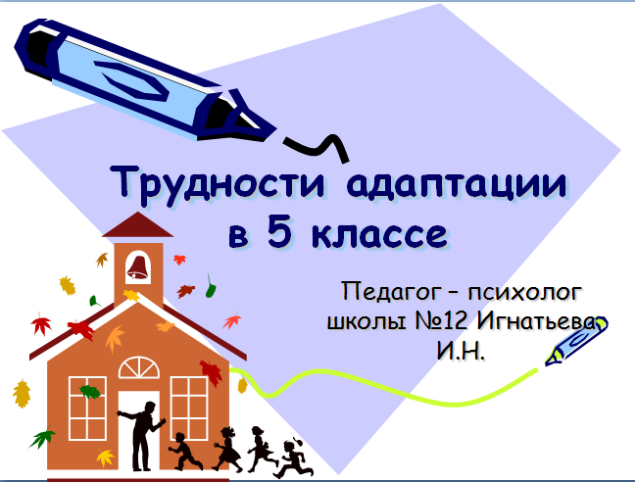 Трудности адаптации
в 5 классе
Педагог – психолог
школы №12 Игнатьева
И.Н.